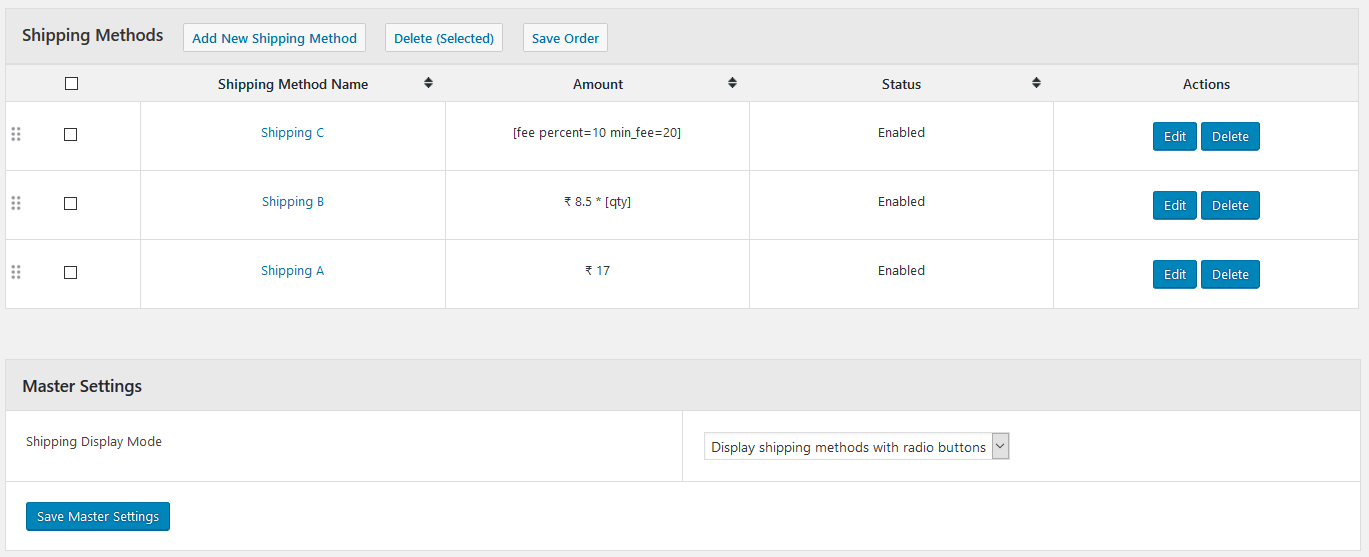 Shipping Methods Add New Shipping Method Delete (Selected) Save Order
Shipping Method Name Amount Status Actions
Shipping C [fee percent=10 min_fee=20] Enabled Edit Delete
Shipping B ₹ 8.5 * [qty] Enabled Edit Delete
Shipping A ₹ 17 Enabled Edit Delete
Master Settings
Shipping Display Mode Display shipping methods with radio buttons
Save Master Settings